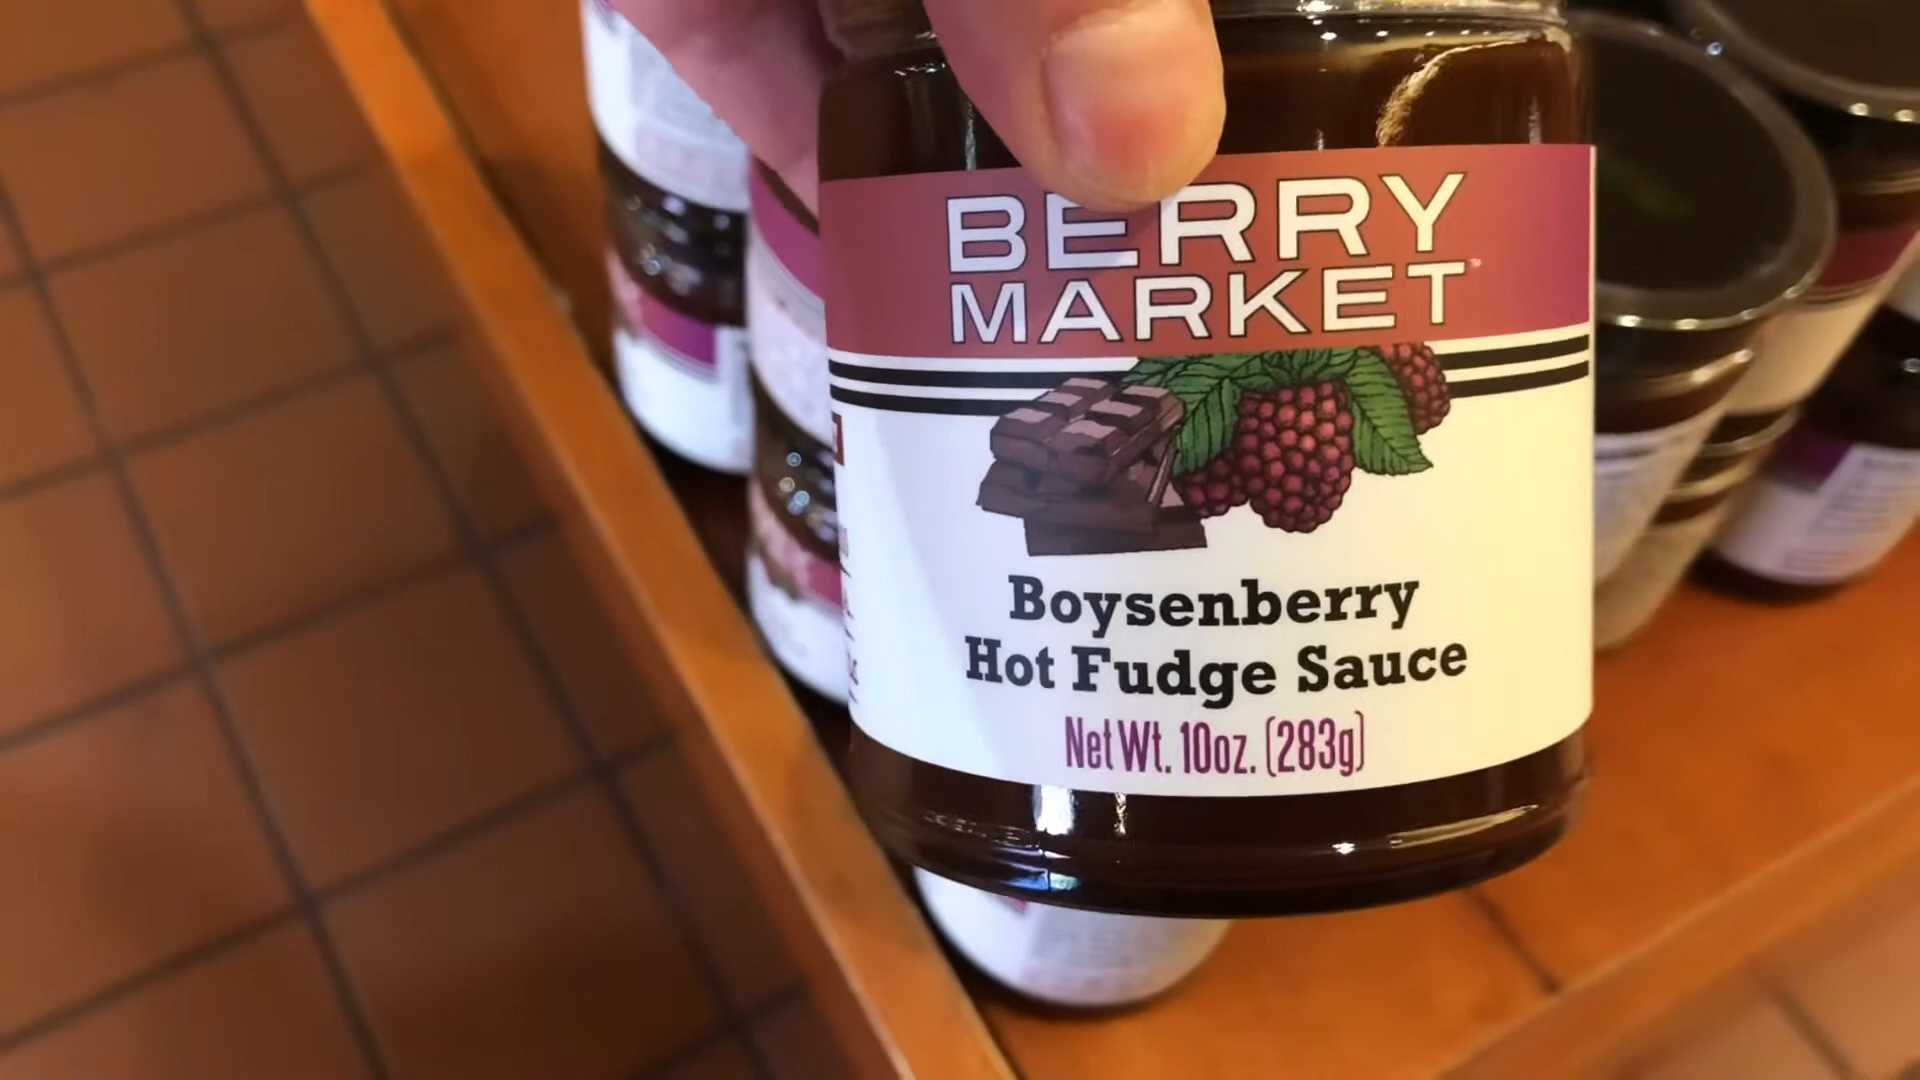 BERRY
MARKET
Boysenberry
Hot Fudge Sauce
Net Wt. 10oz. (283g)